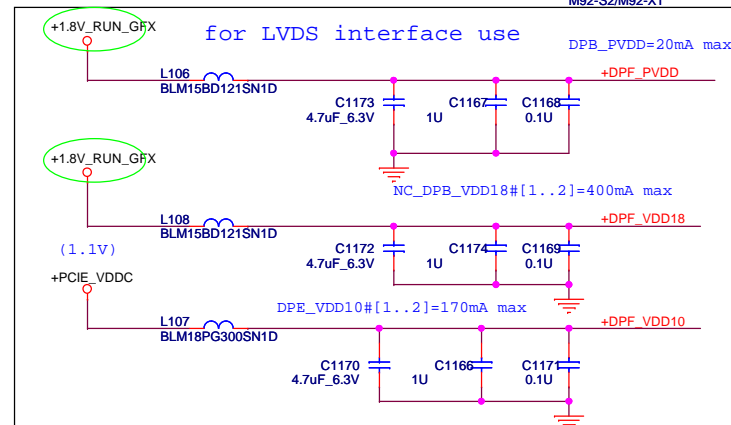 M92-S2/M92-XT
+1.8V_RUN_GFX
for LVDS interface use
DPB_PVDD=20mA max
L106
BLM15BD121SN1D
+DPF_PVDD
C1173
4.7uF_6.3V
C1167
1U
C1168
0.1U
+1.8V_RUN_GFX
NC_DPB_VDD18#[1..2]=400mA max
L108
BLM15BD121SN1D
+DPF_VDD18
(1.1V)
C1172
4.7uF_6.3V
C1174
1U
C1169
0.1U
+PCIE_VDDC
DPE_VDD10#[1..2]=170mA max
L107
BLM18PG300SN1D
+DPF_VDD10
C1170
4.7uF_6.3V
C1166
1U
C1171
0.1U